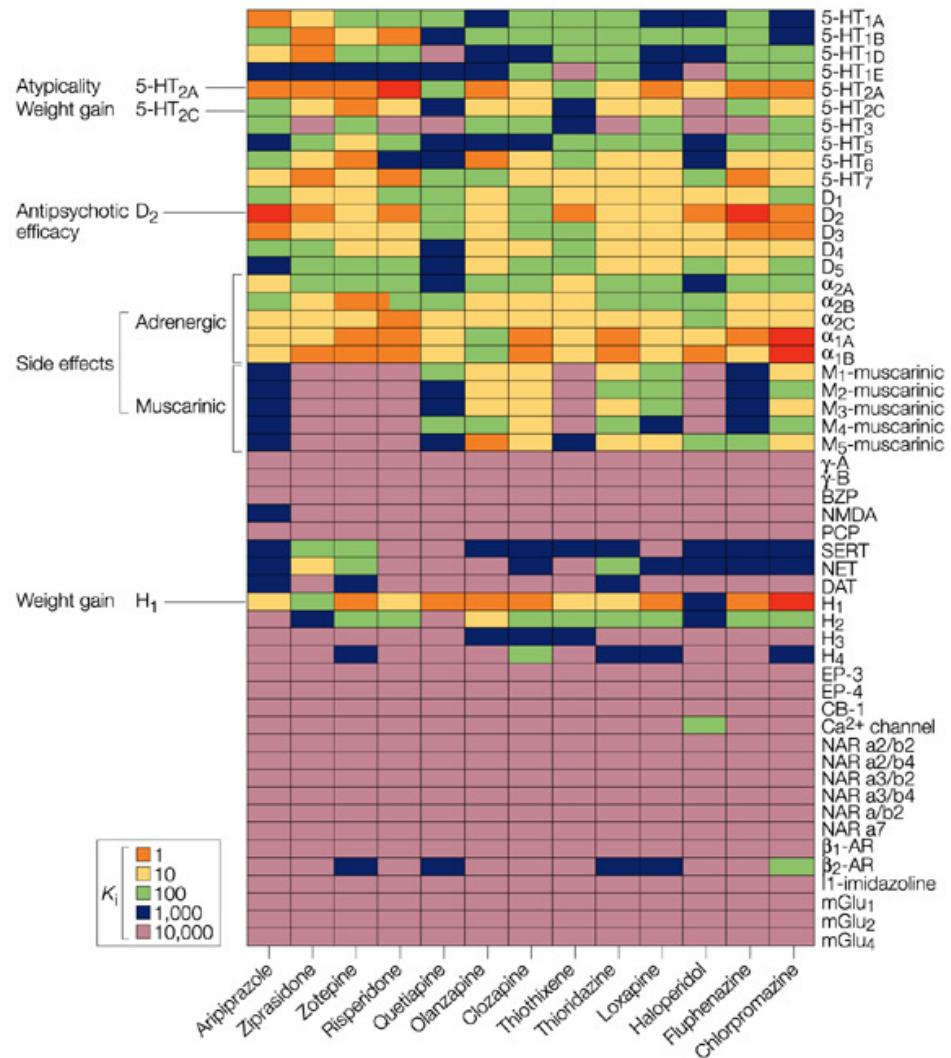 5-HT1A
5-HT1B
5-HT1D
5-HT1E
Atypicality 5-HT2A 5-HT2A
Weight gain 5-HT2C 5-HT2C
5-HT3
5-HT5
5-HT6
5-HT7
D1
Antipsychotic D2 D2
efficacy D3
D4
D5
α2A
α2B
Adrenergic α2C
Side effects α1A
α1B
M1-muscarinic
M2-muscarinic
Muscarinic M3-muscarinic
M4-muscarinic
M5-muscarinic
γ-A
γ-B
BZP
NMDA
PCP
SERT
NET
DAT
Weight gain H1 H1
H2
H3
H4
EP-3
EP-4
CB-1
Ca2+ channel
NAR a2/b2
NAR a2/b4
NAR a3/b2
NAR a3/b4
NAR a/b2
NAR a7
β1-AR
β2-AR
I1-imidazoline
mGlu1
mGlu2
mGlu4
Ki
1
10
100
1,000
10,000
Aripiprazole
Ziprasidone
Zotepine
Risperidone
Quetiapine
Olanzapine
Clozapine
Thiothixene
Thioridazine
Loxapine
Haloperidol
Fluphenazine
Chlorpromazine